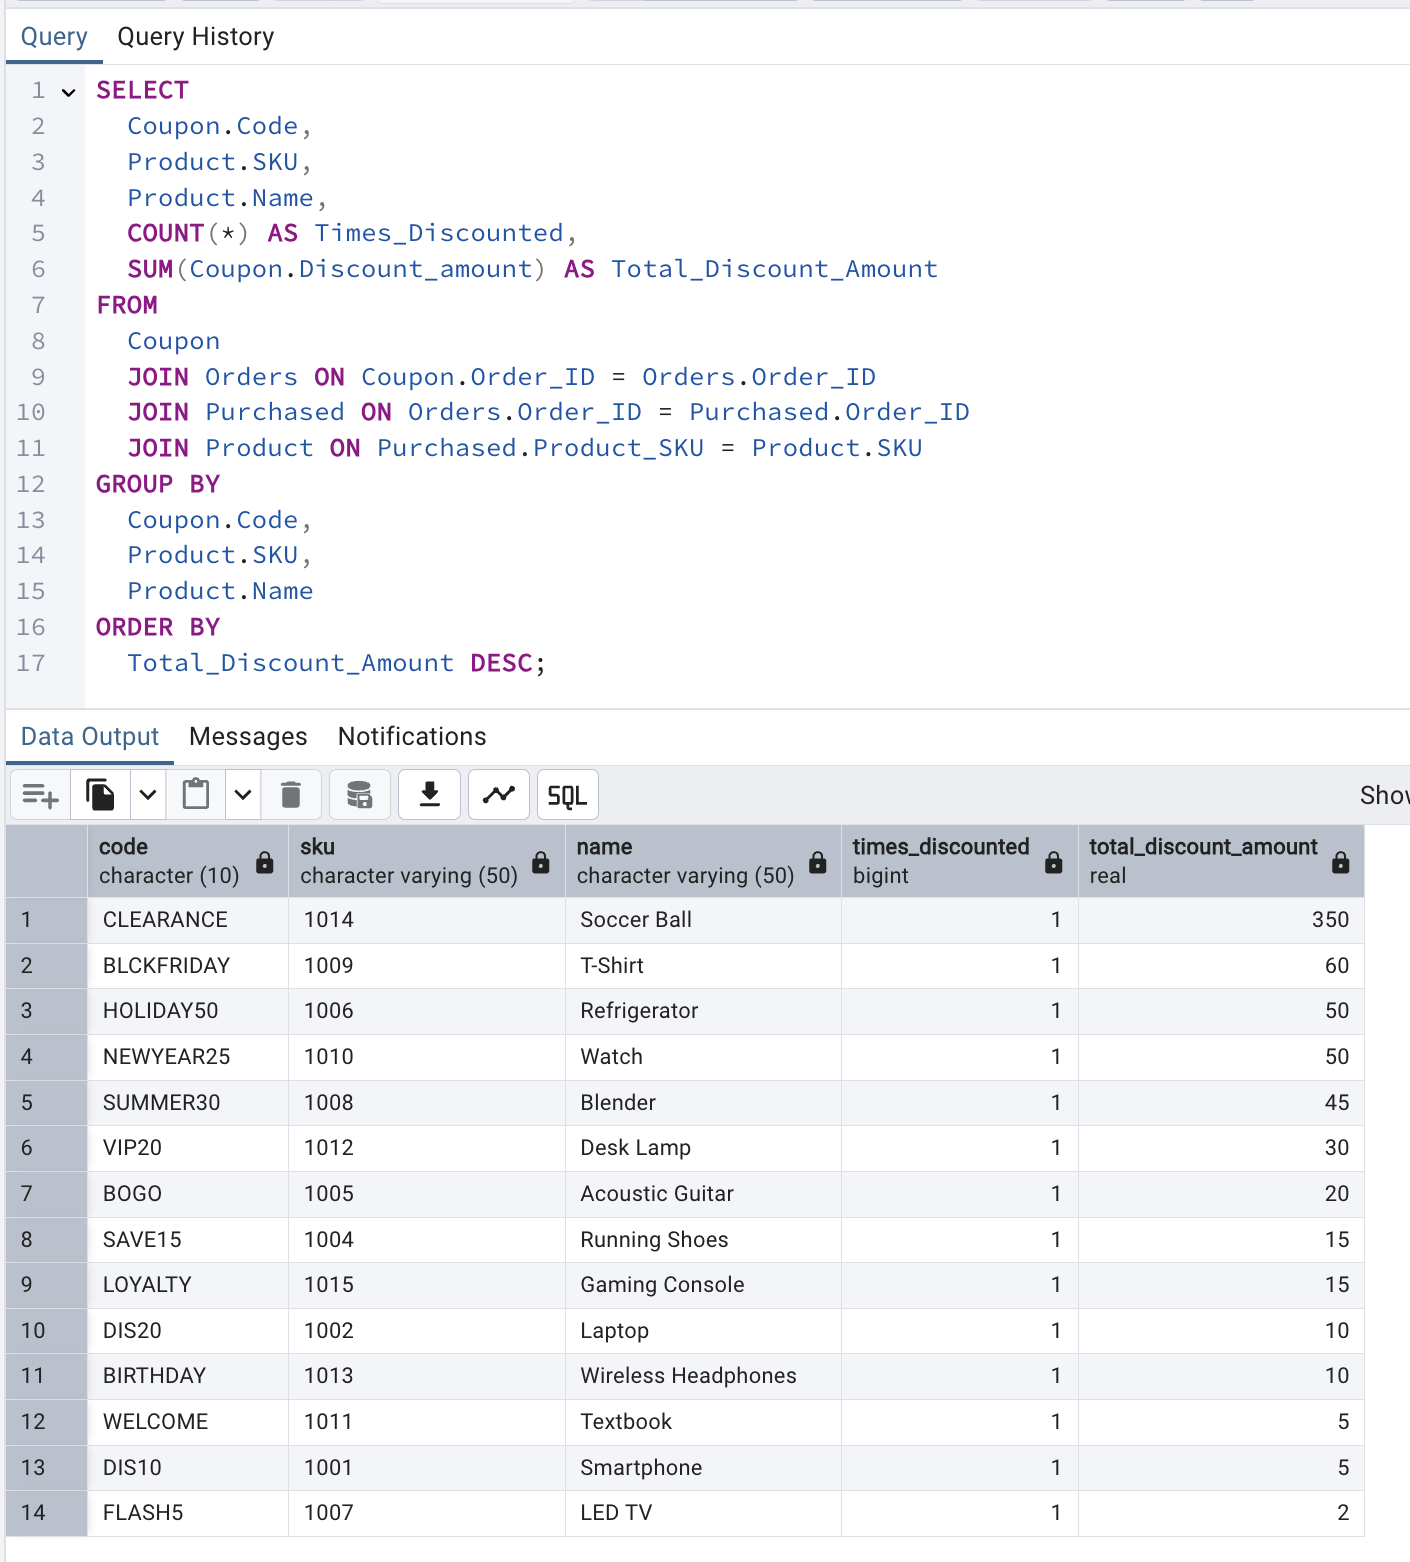 Query Query History
1 SELECT
2 Coupon.Code,
3 Product.SKU,
4 Product.Name,
5 COUNT(*) AS Times_Discounted,
6 SUM(Coupon.Discount_amount) AS Total_Discount_Amount
7 FROM
8 Coupon
9 JOIN Orders ON Coupon.Order_ID = Orders.Order_ID
10 JOIN Purchased ON Orders.Order_ID = Purchased.Order_ID
11 JOIN Product ON Purchased.Product_SKU = Product.SKU
12 GROUP BY
13 Coupon.Code,
14 Product.SKU,
15 Product.Name
16 ORDER BY
17 Total_Discount_Amount DESC;
Data Output Messages Notifications
SQL Show
code sku name times_discounted total_discount_amount
character (10) character varying (50) character varying (50) bigint real
1 CLEARANCE 1014 Soccer Ball 1 350
2 BLCKFRIDAY 1009 T-Shirt 1 60
3 HOLIDAY50 1006 Refrigerator 1 50
4 NEWYEAR25 1010 Watch 1 50
5 SUMMER30 1008 Blender 1 45
6 VIP20 1012 Desk Lamp 1 30
7 BOGO 1005 Acoustic Guitar 1 20
8 SAVE15 1004 Running Shoes 1 15
9 LOYALTY 1015 Gaming Console 1 15
10 DIS20 1002 Laptop 1 10
11 BIRTHDAY 1013 Wireless Headphones 1 10
12 WELCOME 1011 Textbook 1 5
13 DIS10 1001 Smartphone 1 5
14 FLASH5 1007 LED TV 1 2